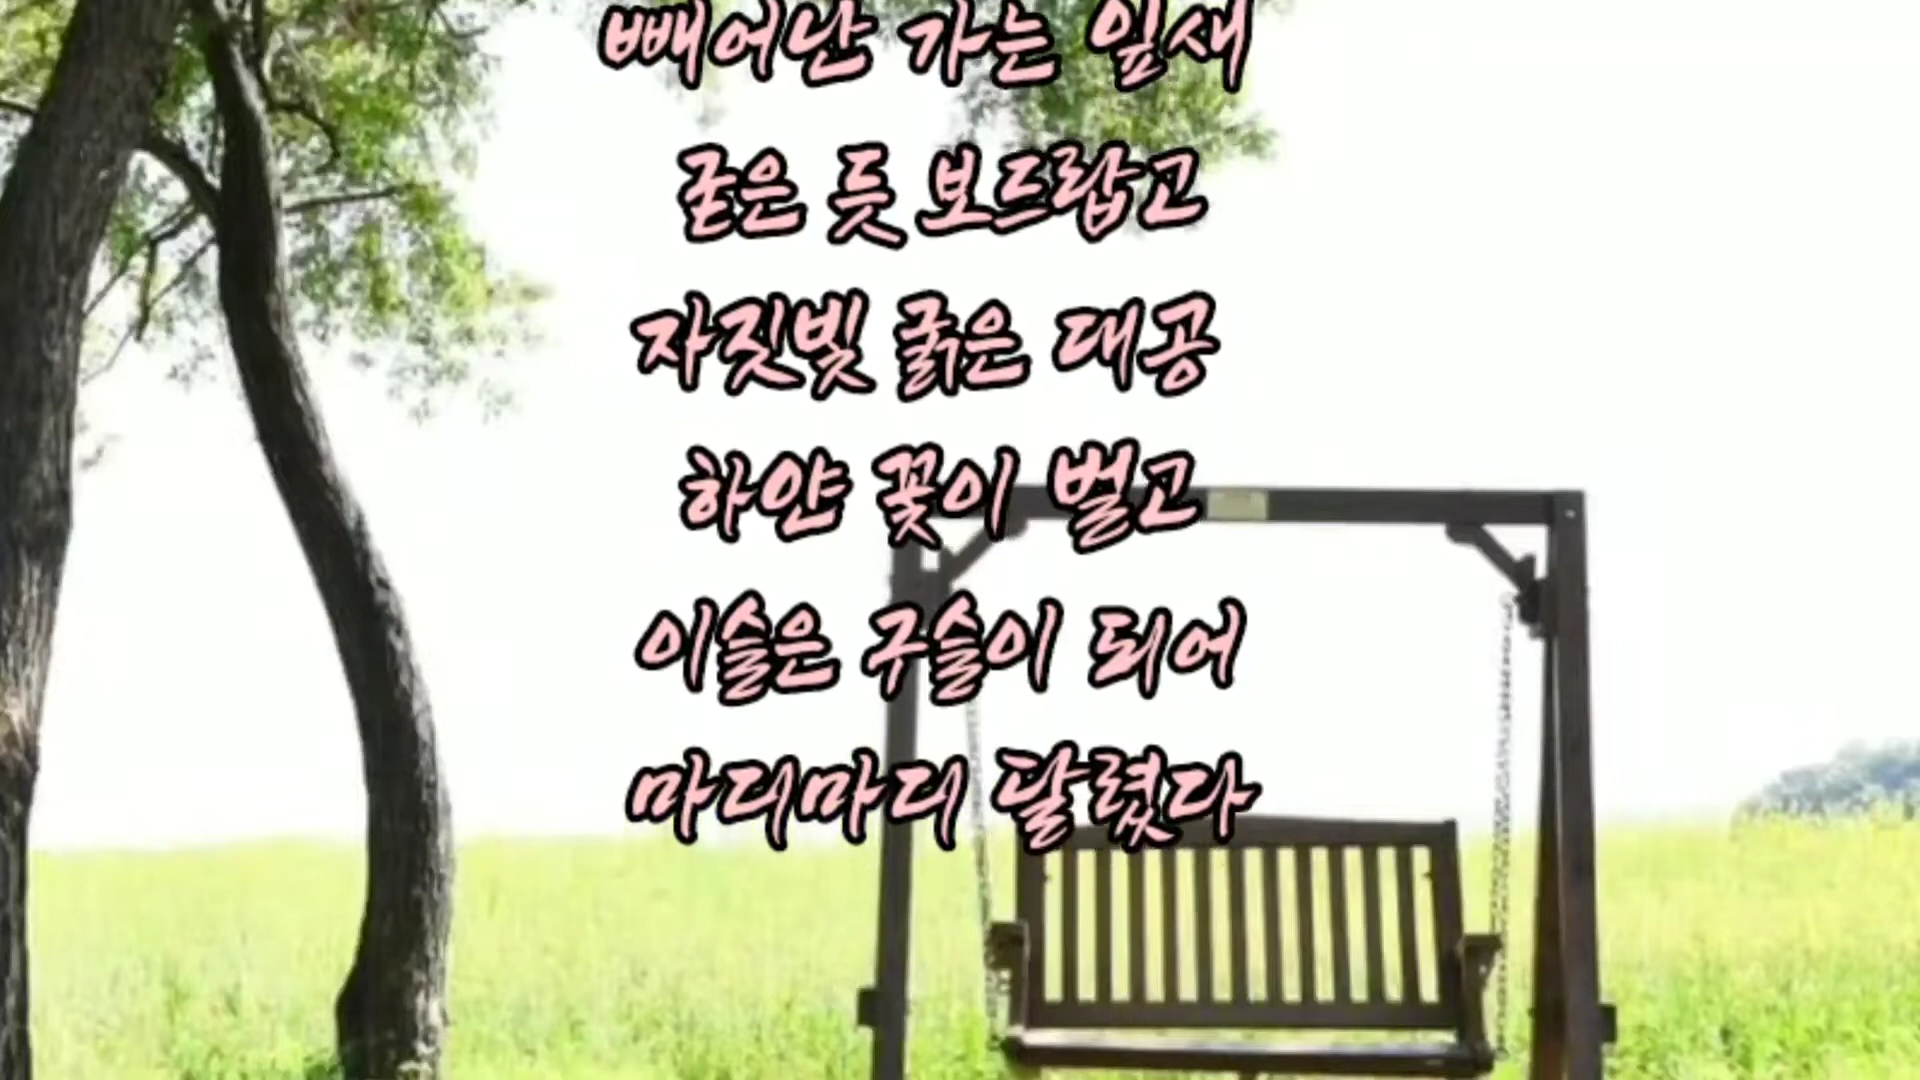 빼어난 가는 잎새
굳은 듯 보드랍고
자짓빛 굵은 대공
하얀 꽃이 벌고
이슬은 구슬이 되어
마디마디 달렸다